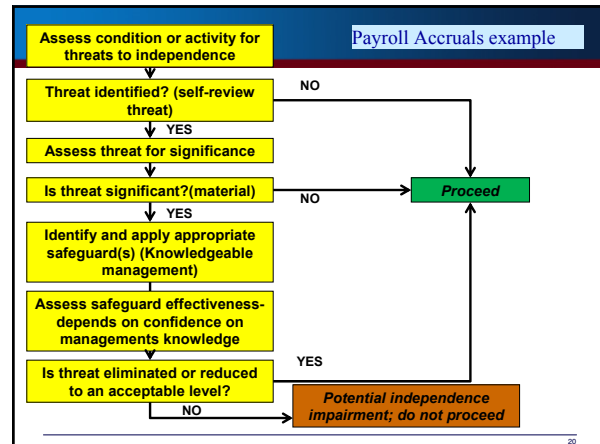 Payroll Accruals example
Assess condition or activity for
threats to independence
Threat identified? (self-review
threat)
NO
YES
Assess threat for significance
Is threat significant?(material)
NO
Proceed
YES
Identify and apply appropriate
safeguard(s) (Knowledgeable
management)
Assess safeguard effectiveness-
depends on confidence on
managements knowledge
YES
Is threat eliminated or reduced
to an acceptable level?
NO
Potential independence
impairment; do not proceed
20